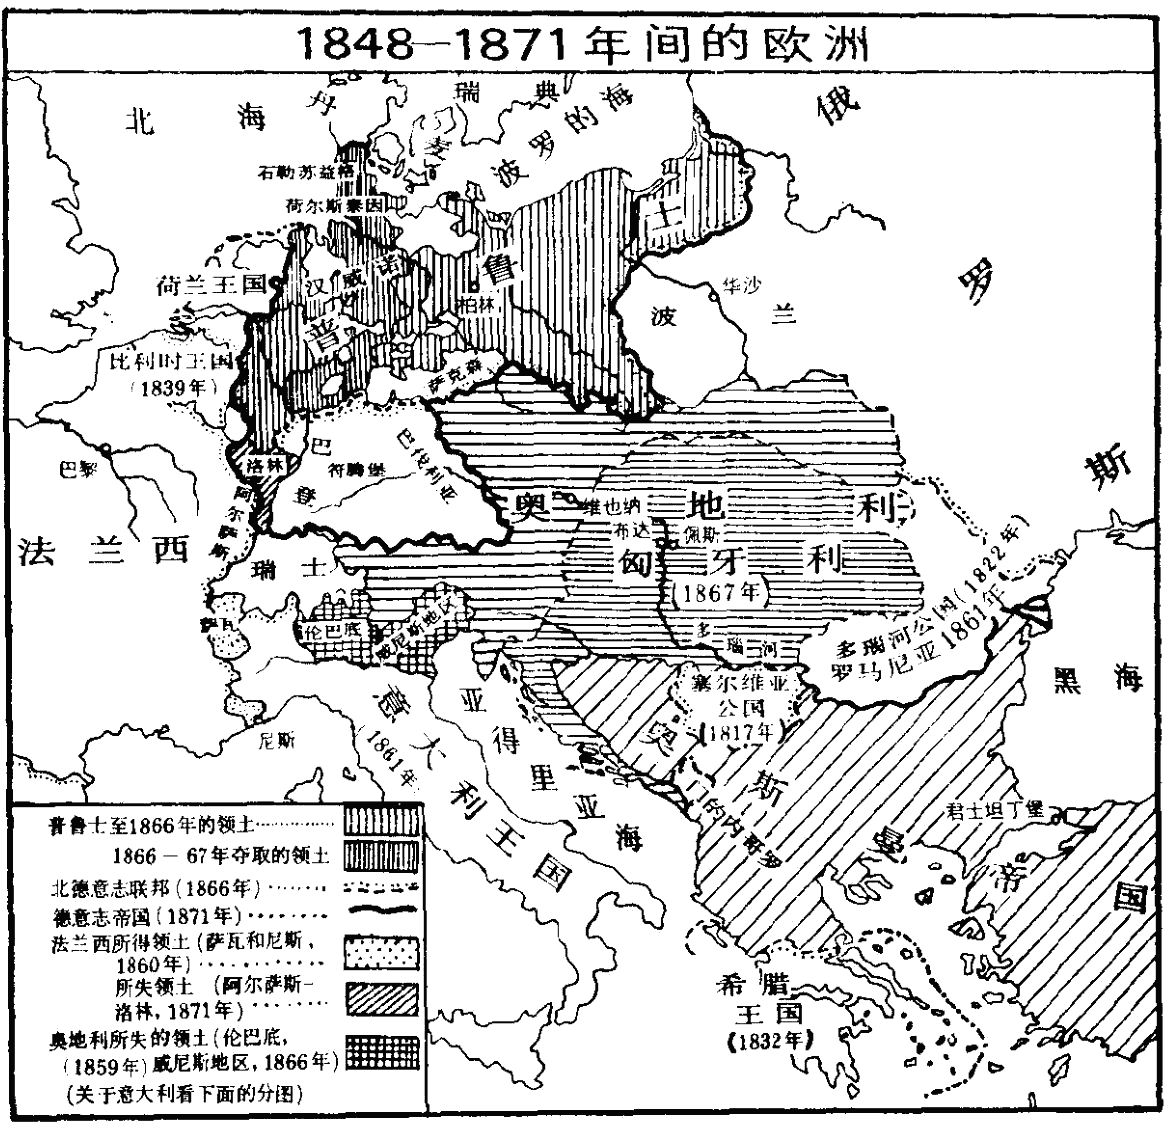 1848—1871年间的欧洲
北海
丹
麦
瑞典
波罗的海
俄
罗
斯
石勒苏益格
荷尔斯泰因
荷兰王国
汉威诺
普
鲁
士
柏林
华沙
波兰
比利时王国
(1839年)
萨克森
巴黎
洛林
巴
登
符腾堡
巴伐利亚
阿尔萨斯
法兰西
瑞士
奥地利
维也纳
布达
佩斯
匈牙利
(1867年)
萨瓦
伦巴底
威尼斯地区
多瑙河
多瑙河公国(1822年)
罗马尼亚1861年
黑海
塞尔维亚
公国
(1817年)
尼斯
意大利王国
(1861年
亚得里亚海
奥斯曼帝国
门的内哥罗
君士坦丁堡
希腊
王国
(1832年)
普鲁士至1866年的领土
1866－67年夺取的领土
北德意志联邦(1866年)
德意志帝国(1871年)
法兰西所得领土(萨瓦和尼斯，
1860年)
所失领土 (阿尔萨斯－
洛林，1871年)
奥地利所失的领土(伦巴底，
(1859年)威尼斯地区，1866年)
(关于意大利看下面的分图)